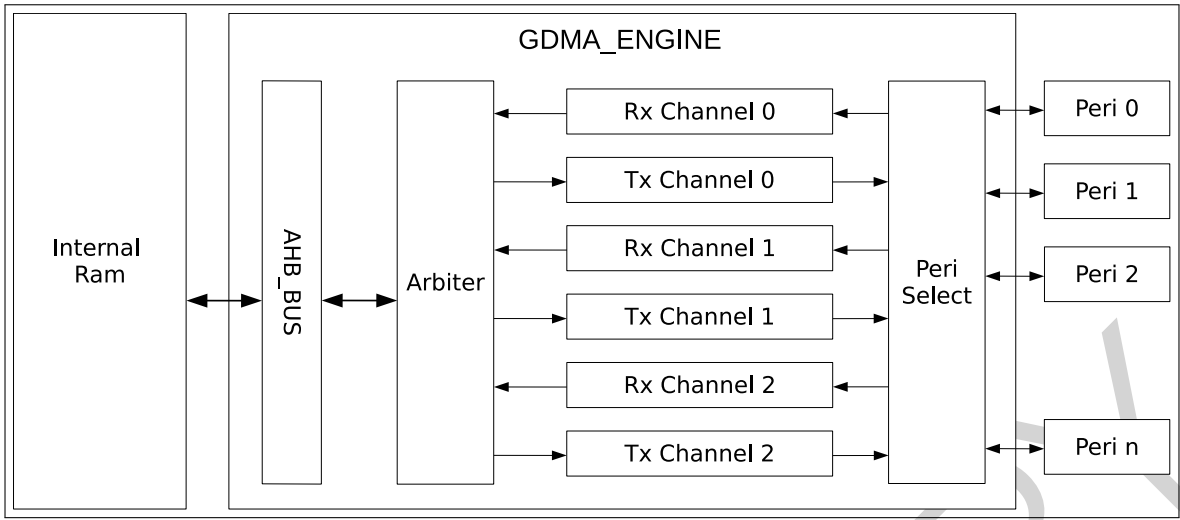 GDMA_ENGINE
Internal
Ram
AHB_BUS
Arbiter
Rx Channel 0
Tx Channel 0
Rx Channel 1
Tx Channel 1
Rx Channel 2
Tx Channel 2
Peri
Select
Peri 0
Peri 1
Peri 2
Peri n